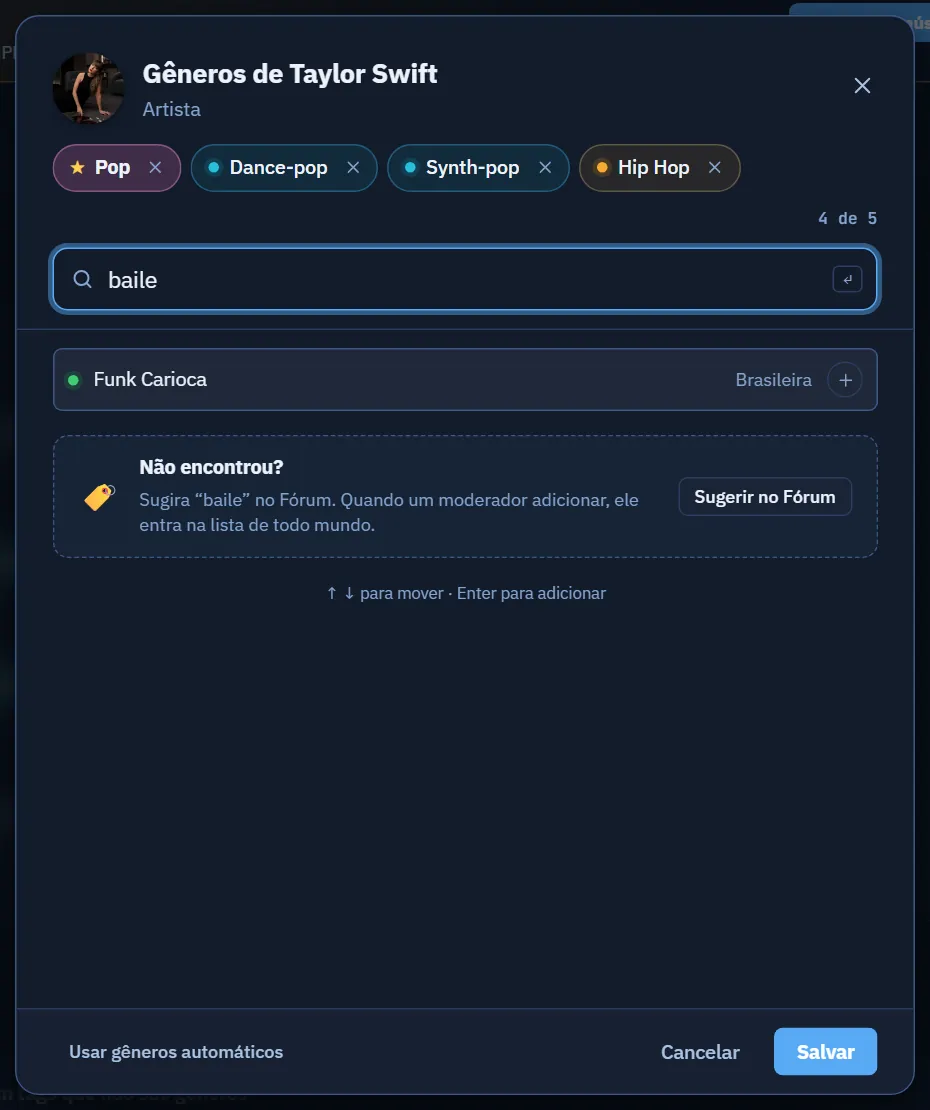 Gêneros de Taylor Swift
Artista
Pop
Dance-pop
Synth-pop
Hip Hop
4 de 5
baile
Funk Carioca
Brasileira
Não encontrou?
Sugira “baile” no Fórum. Quando um moderador adicionar, ele
entra na lista de todo mundo.
Sugerir no Fórum
↑ ↓ para mover · Enter para adicionar
Usar gêneros automáticos
Cancelar
Salvar